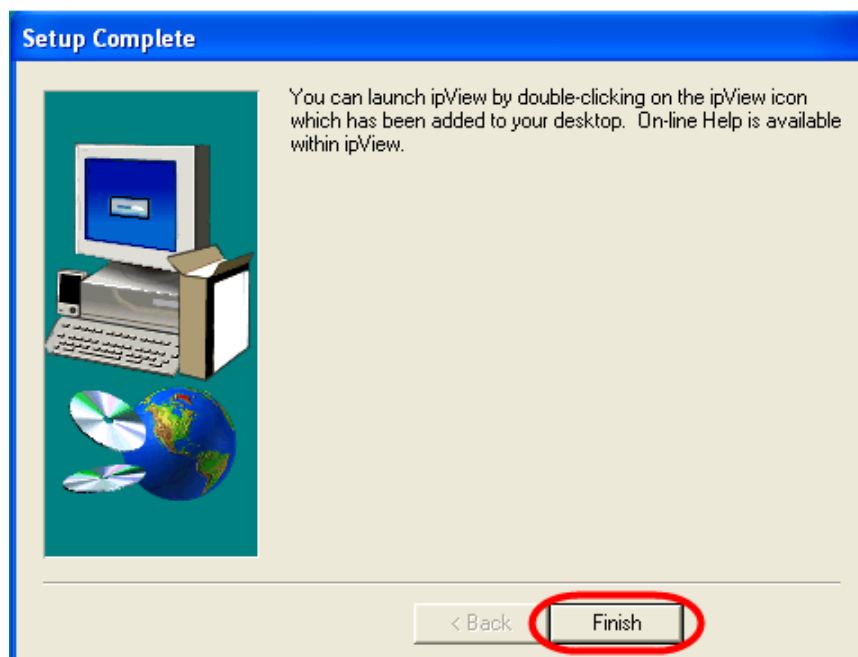 Setup Complete
You can launch ipView by double-clicking on the ipView icon
which has been added to your desktop.  On-line Help is available
within ipView.
< Back
Finish